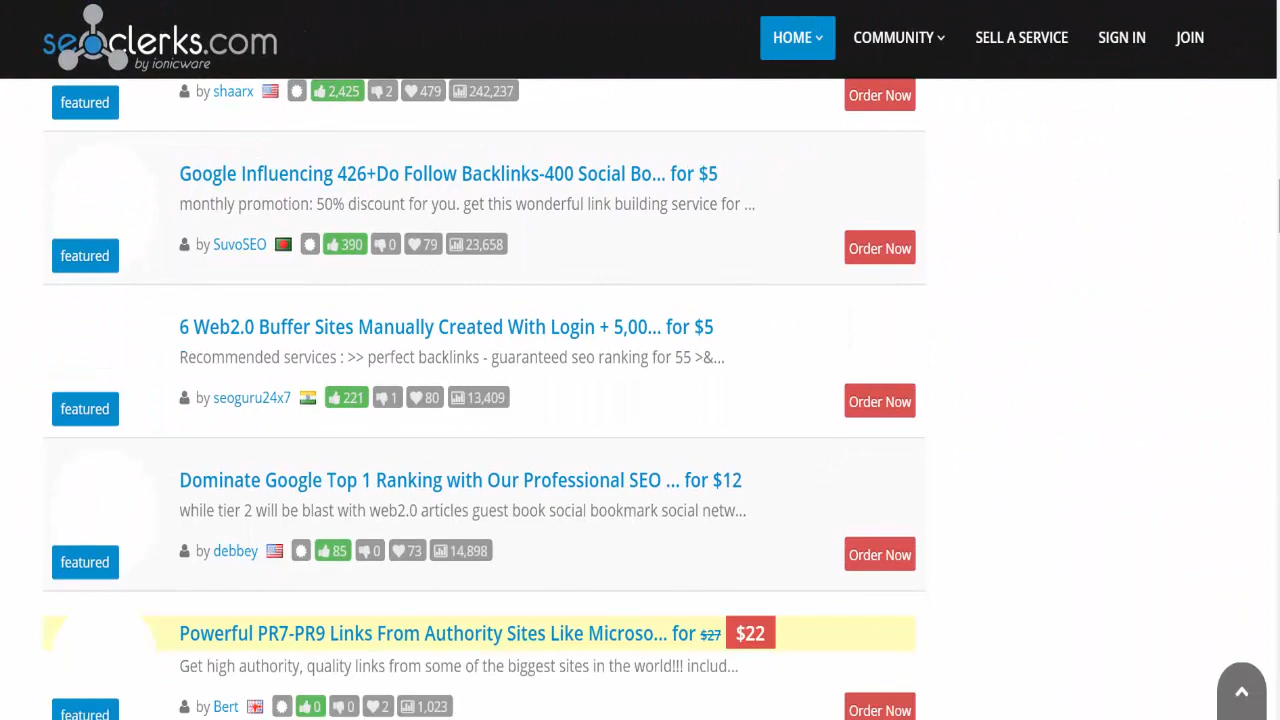 seoclerks.com
by ionicware
HOME
COMMUNITY
SELL A SERVICE
SIGN IN
JOIN
featured
by shaarx 2,425 2 479 242,237
Order Now
Google Influencing 426+Do Follow Backlinks-400 Social Bo... for $5
monthly promotion: 50% discount for you. get this wonderful link building service for ...
by SuvoSEO 390 0 79 23,658
featured
Order Now
6 Web2.0 Buffer Sites Manually Created With Login + 5,00... for $5
Recommended services : >> perfect backlinks - guaranteed seo ranking for 55 >&...
by seoguru24x7 221 1 80 13,409
featured
Order Now
Dominate Google Top 1 Ranking with Our Professional SEO ... for $12
while tier 2 will be blast with web2.0 articles guest book social bookmark social netw...
by debbey 85 0 73 14,898
featured
Order Now
Powerful PR7-PR9 Links From Authority Sites Like Microso... for $27 $22
Get high authority, quality links from some of the biggest sites in the world!!! includ...
by Bert 0 0 2 1,023
featured
Order Now